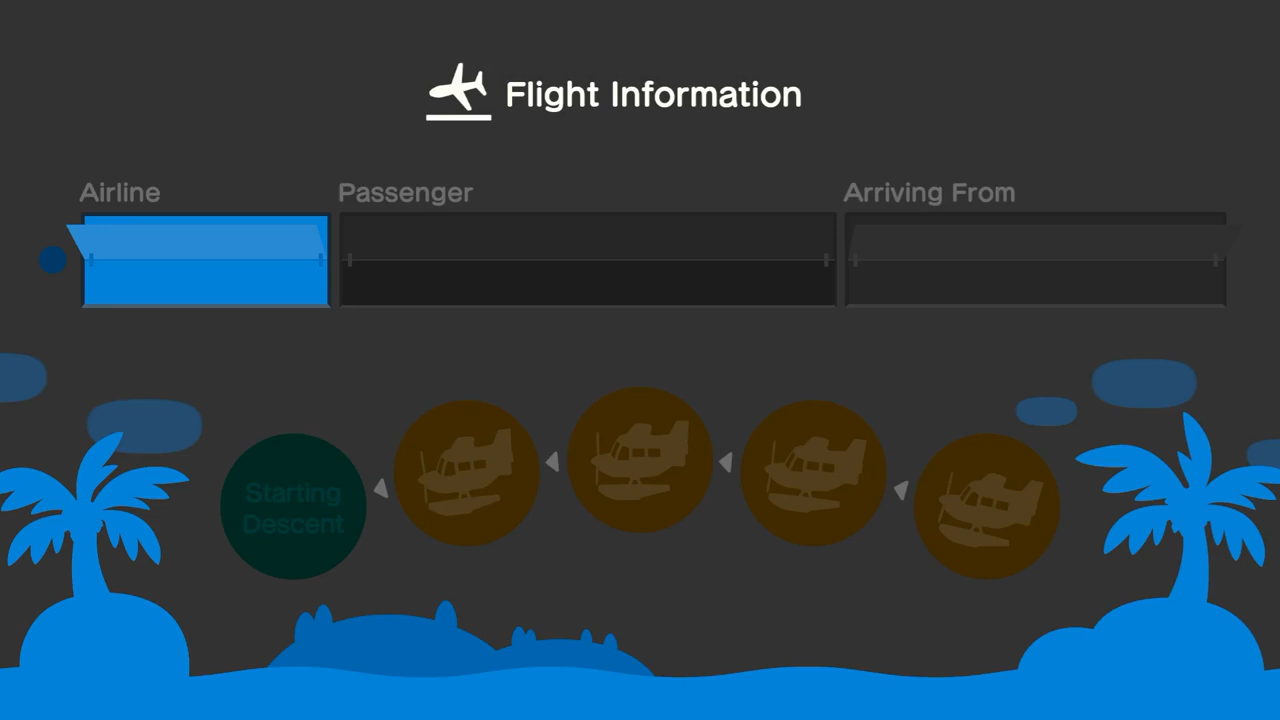 Flight Information
Airline
Passenger
Arriving From
Starting
Descent